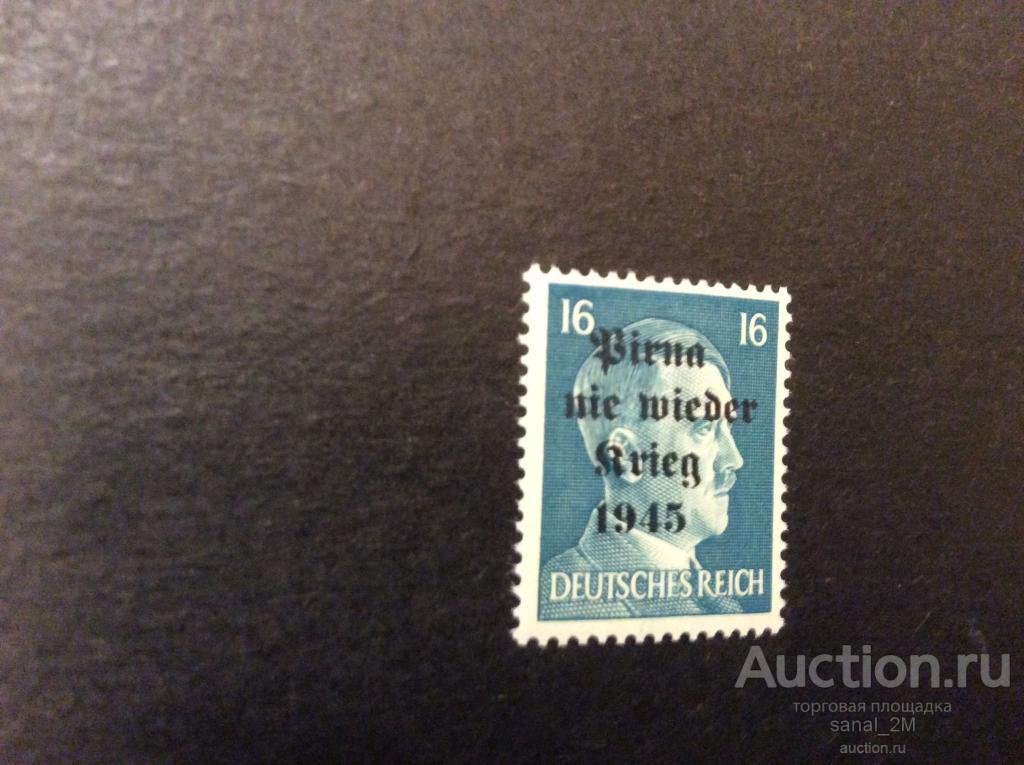 16
16
Pirna
nie wieder
Krieg
1945
DEUTSCHES REICH
Auction.ru
торговая площадка
sanal_2M
auction.ru